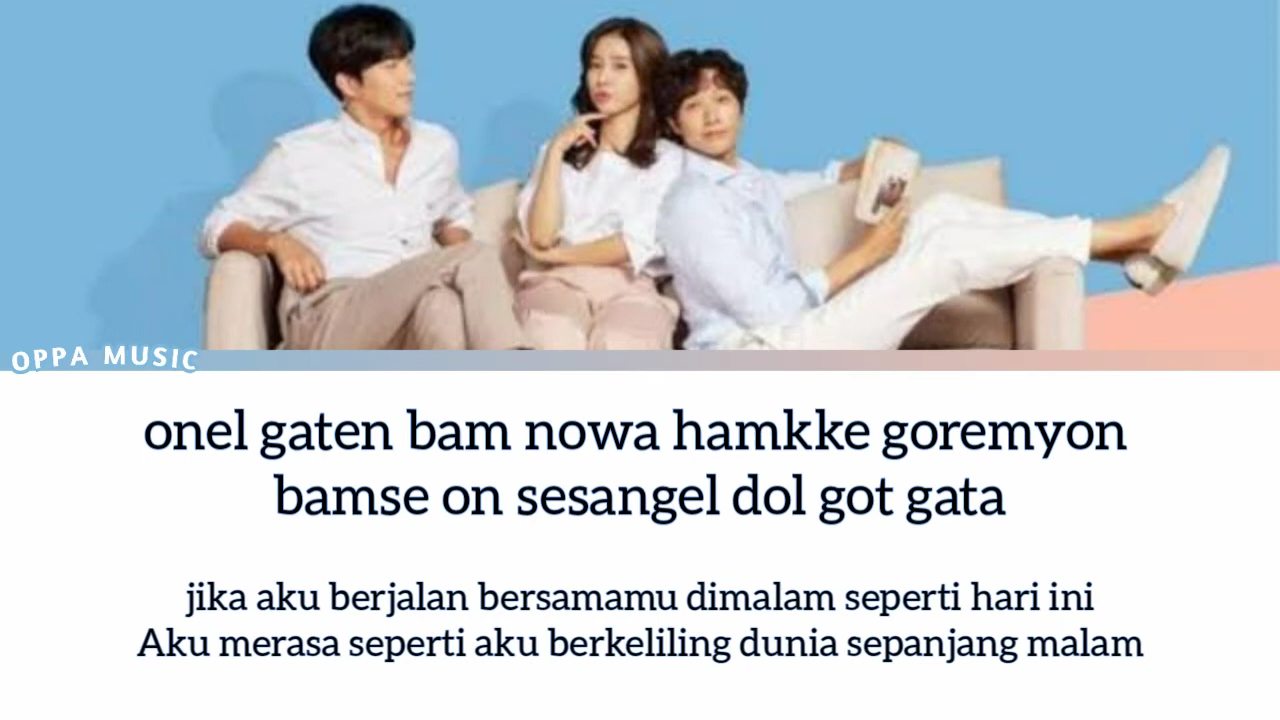 OPPA MUSIC
onel gaten bam nowa hamkke goremyon
bamse on sesangel dol got gata
jika aku berjalan bersamamu dimalam seperti hari ini
Aku merasa seperti aku berkeliling dunia sepanjang malam